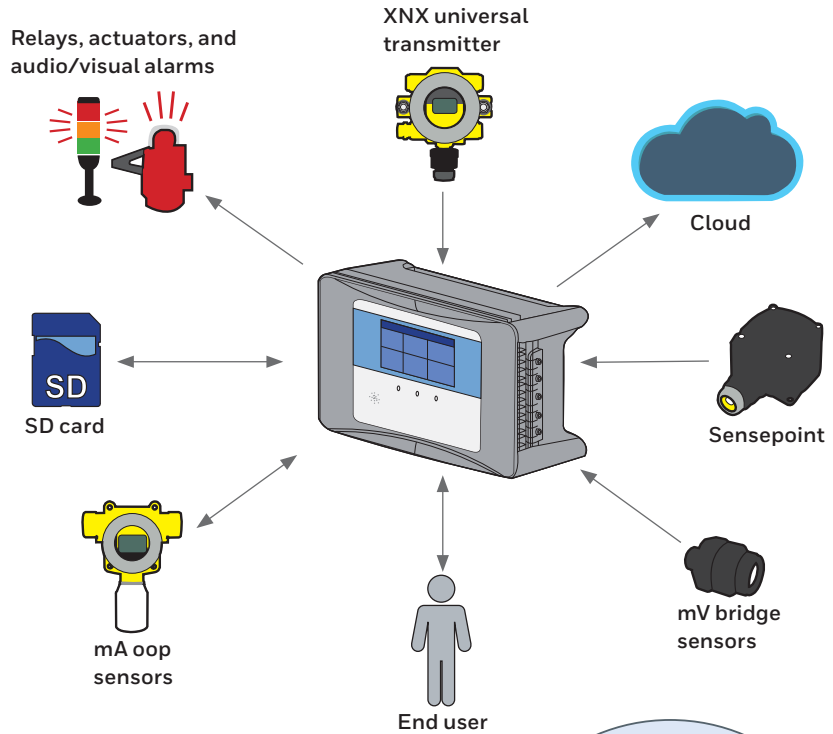 XNX universal
transmitter
Relays, actuators, and
audio/visual alarms
Cloud
SD
SD card
Sensepoint
mA oop
sensors
mV bridge
sensors
End user